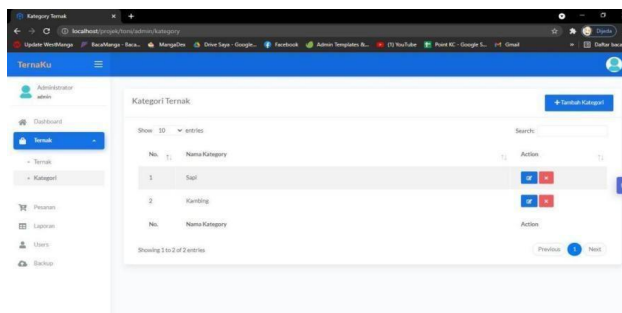 Kategory Ternak
localhost/projek/toni/admin/kategory
Dijeda
Update WestManga
BacaManga - Baca...
MangaDex
Drive Saya - Google...
Facebook
Admin Templates &...
(1) YouTube
Point KC - Google S...
Gmail
Daftar baca
TernaKu
Administrator
admin
Dashboard
Ternak
Ternak
Kategori
Pesanan
Laporan
Users
Backup
Kategori Ternak
+ Tambah Kategori
Show 10 entries
Search:
No. Nama Kategory Action
1 Sapi
2 Kambing
No. Nama Kategory Action
Showing 1 to 2 of 2 entries
Previous 1 Next